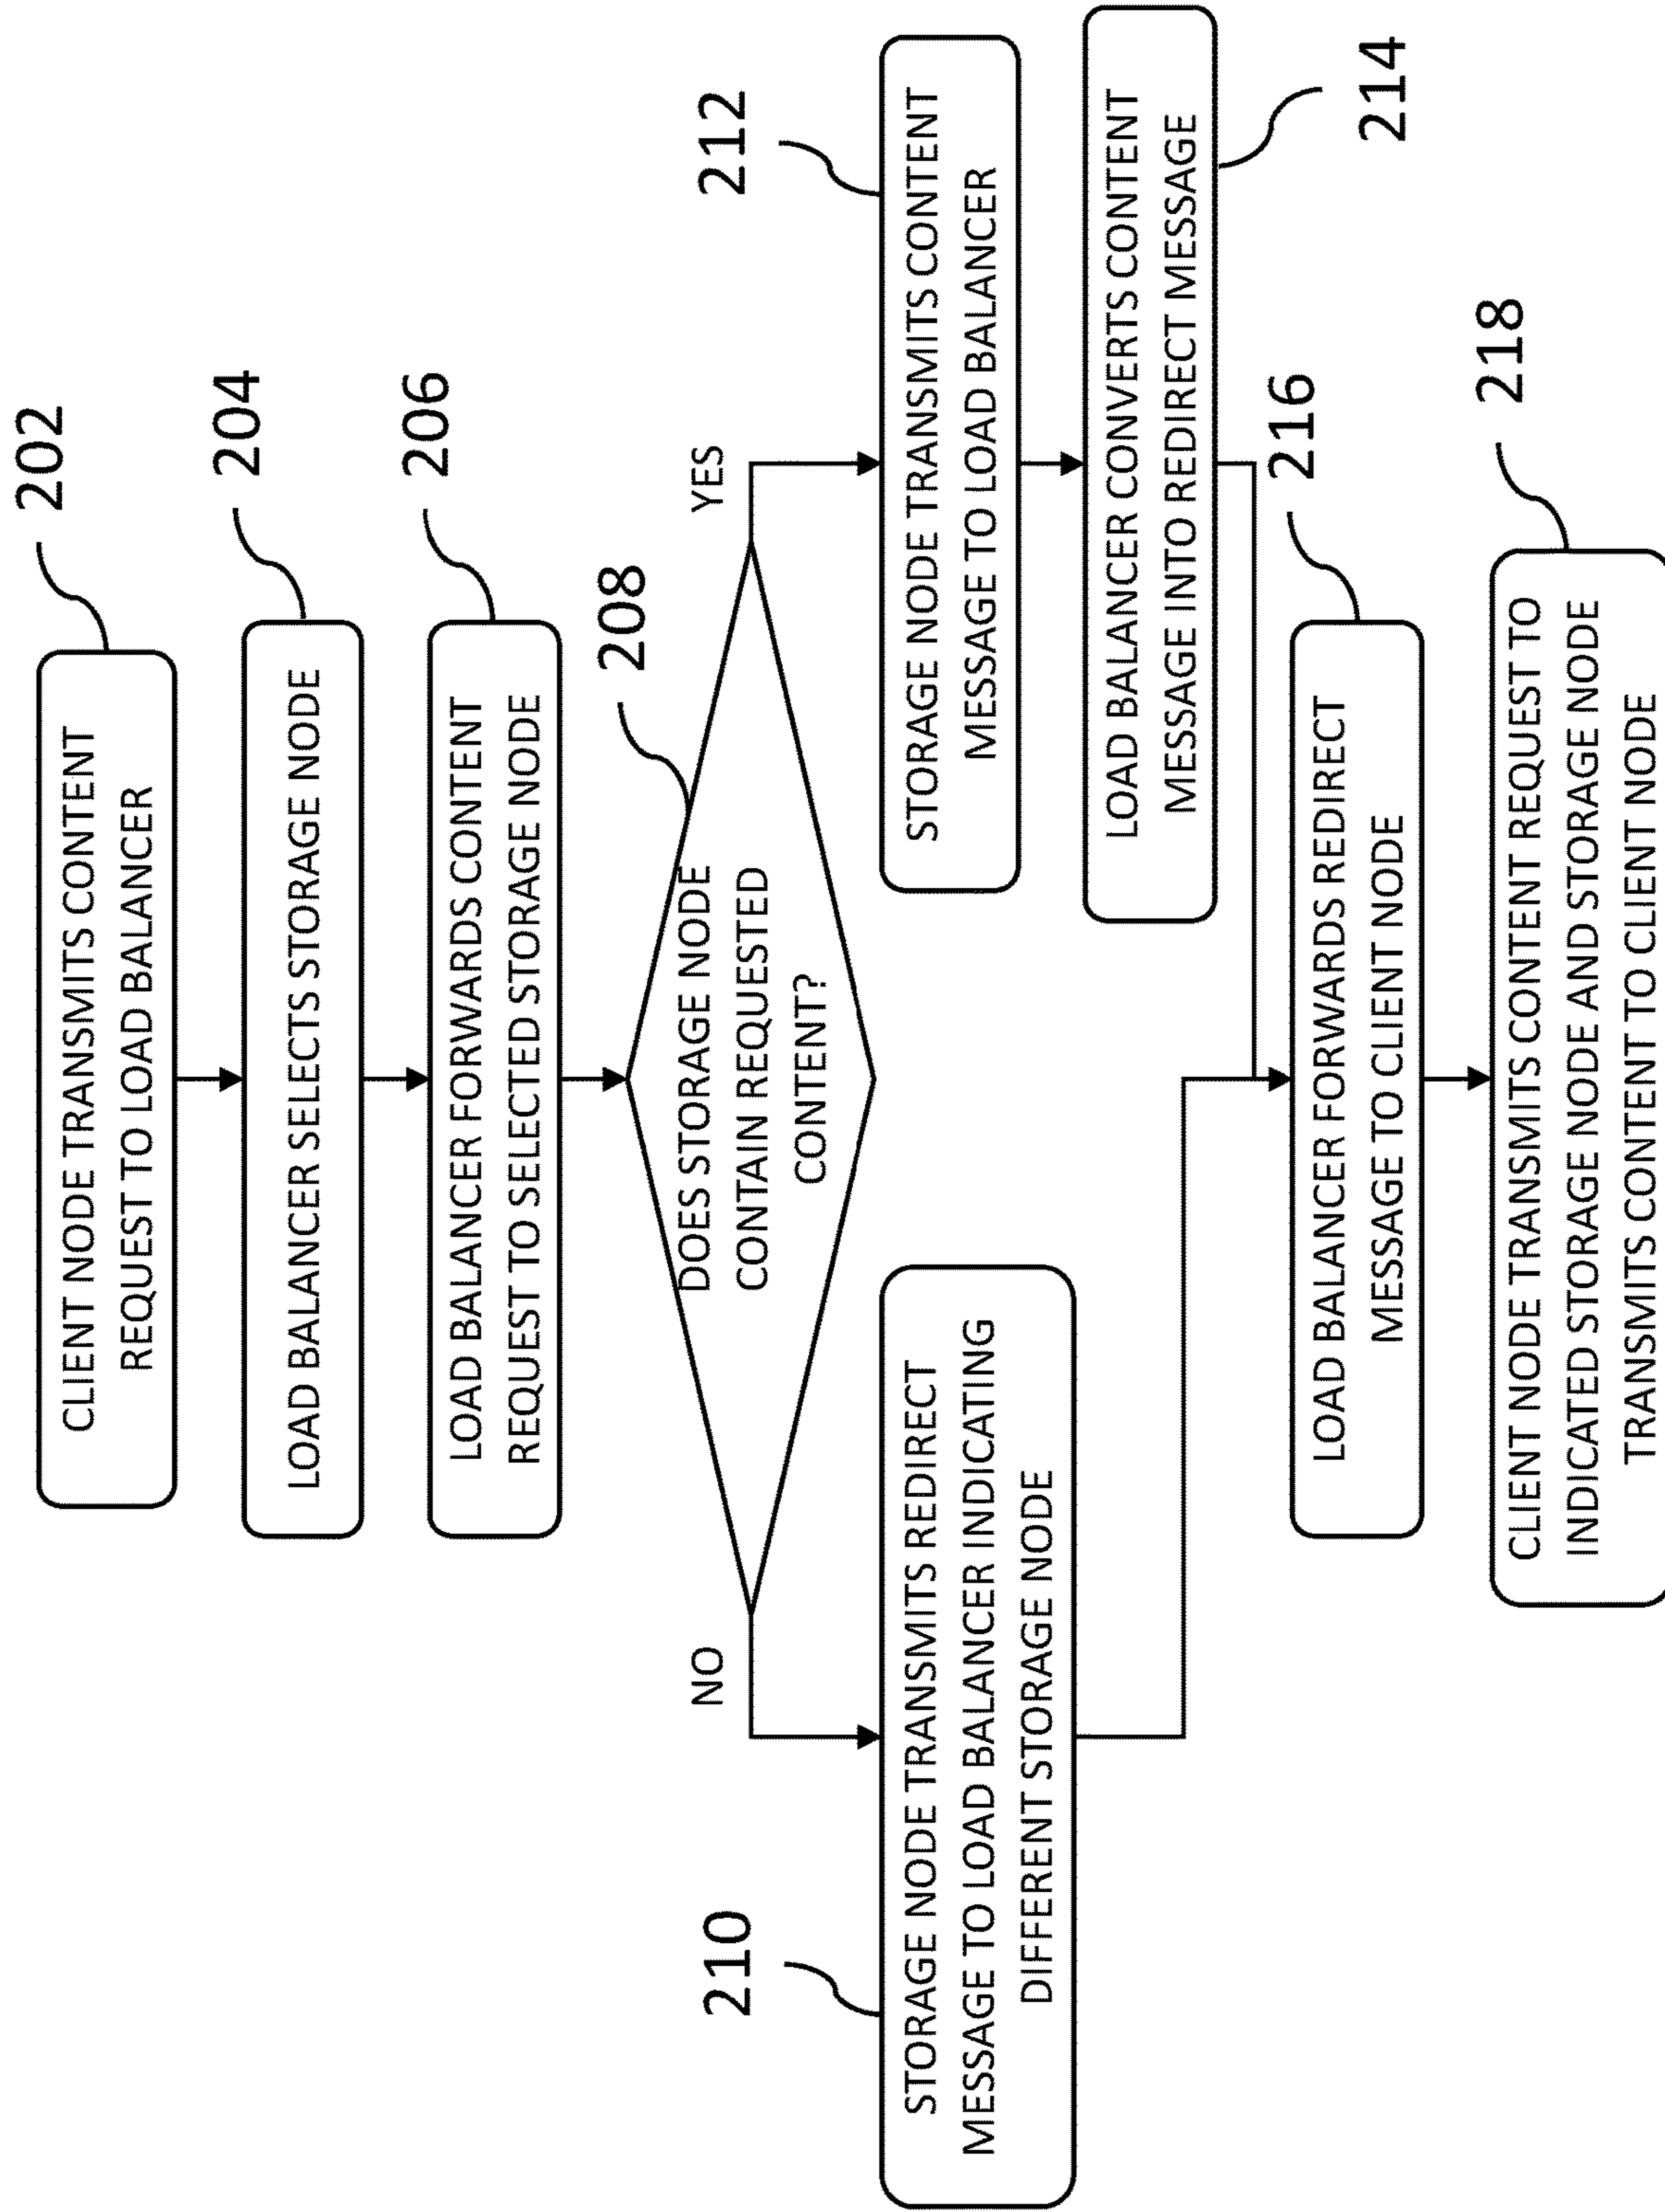 202
CLIENT NODE TRANSMITS CONTENT
REQUEST TO LOAD BALANCER
204
LOAD BALANCER SELECTS STORAGE NODE
206
LOAD BALANCER FORWARDS CONTENT
REQUEST TO SELECTED STORAGE NODE
208
DOES STORAGE NODE
CONTAIN REQUESTED
CONTENT?
NO
YES
210
STORAGE NODE TRANSMITS REDIRECT
MESSAGE TO LOAD BALANCER INDICATING
DIFFERENT STORAGE NODE
212
STORAGE NODE TRANSMITS CONTENT
MESSAGE TO LOAD BALANCER
LOAD BALANCER CONVERTS CONTENT
MESSAGE INTO REDIRECT MESSAGE
214
216
LOAD BALANCER FORWARDS REDIRECT
MESSAGE TO CLIENT NODE
218
CLIENT NODE TRANSMITS CONTENT REQUEST TO
INDICATED STORAGE NODE AND STORAGE NODE
TRANSMITS CONTENT TO CLIENT NODE